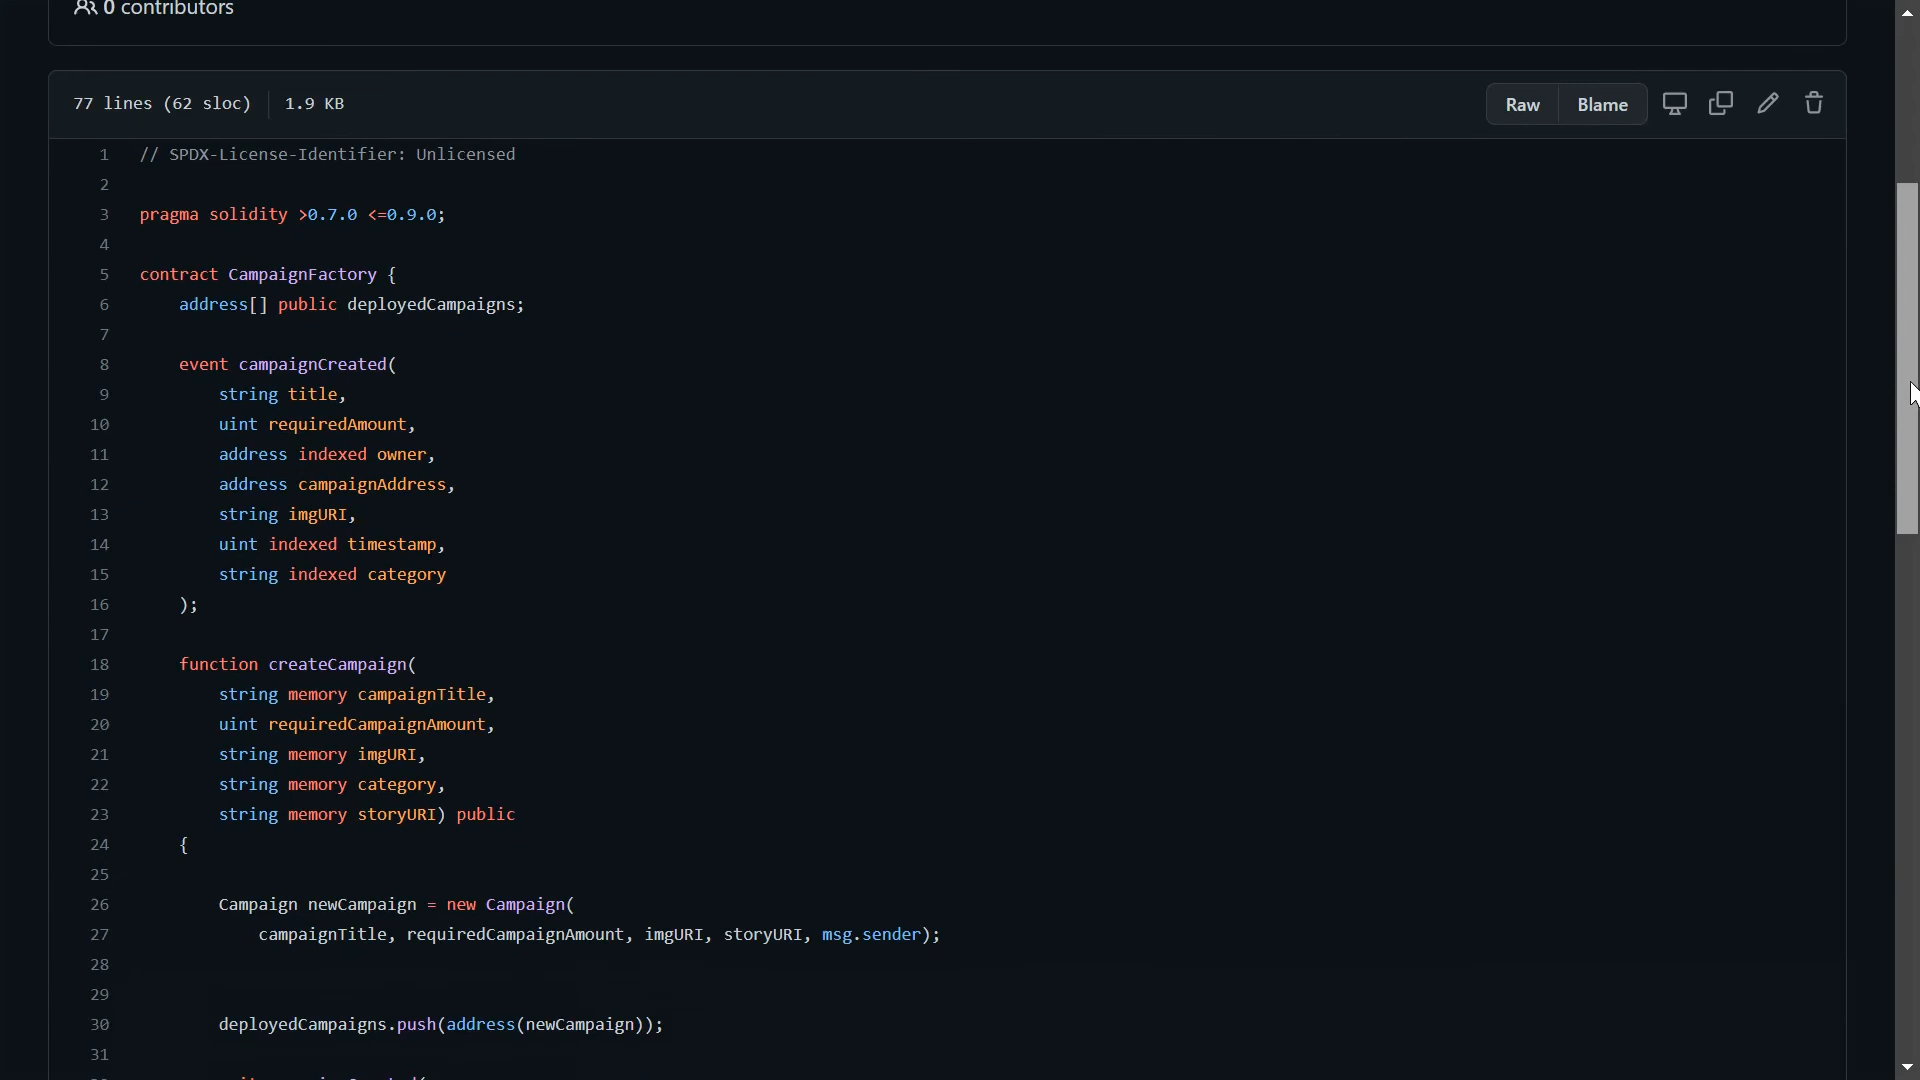 0 contributors
77 lines (62 sloc) 1.9 KB Raw Blame
1 // SPDX-License-Identifier: Unlicensed
2
3 pragma solidity >0.7.0 <=0.9.0;
4
5 contract CampaignFactory {
6 address[] public deployedCampaigns;
7
8 event campaignCreated(
9 string title,
10 uint requiredAmount,
11 address indexed owner,
12 address campaignAddress,
13 string imgURI,
14 uint indexed timestamp,
15 string indexed category
16 );
17
18 function createCampaign(
19 string memory campaignTitle,
20 uint requiredCampaignAmount,
21 string memory imgURI,
22 string memory category,
23 string memory storyURI) public
24 {
25
26 Campaign newCampaign = new Campaign(
27 campaignTitle, requiredCampaignAmount, imgURI, storyURI, msg.sender);
28
29
30 deployedCampaigns.push(address(newCampaign));
31